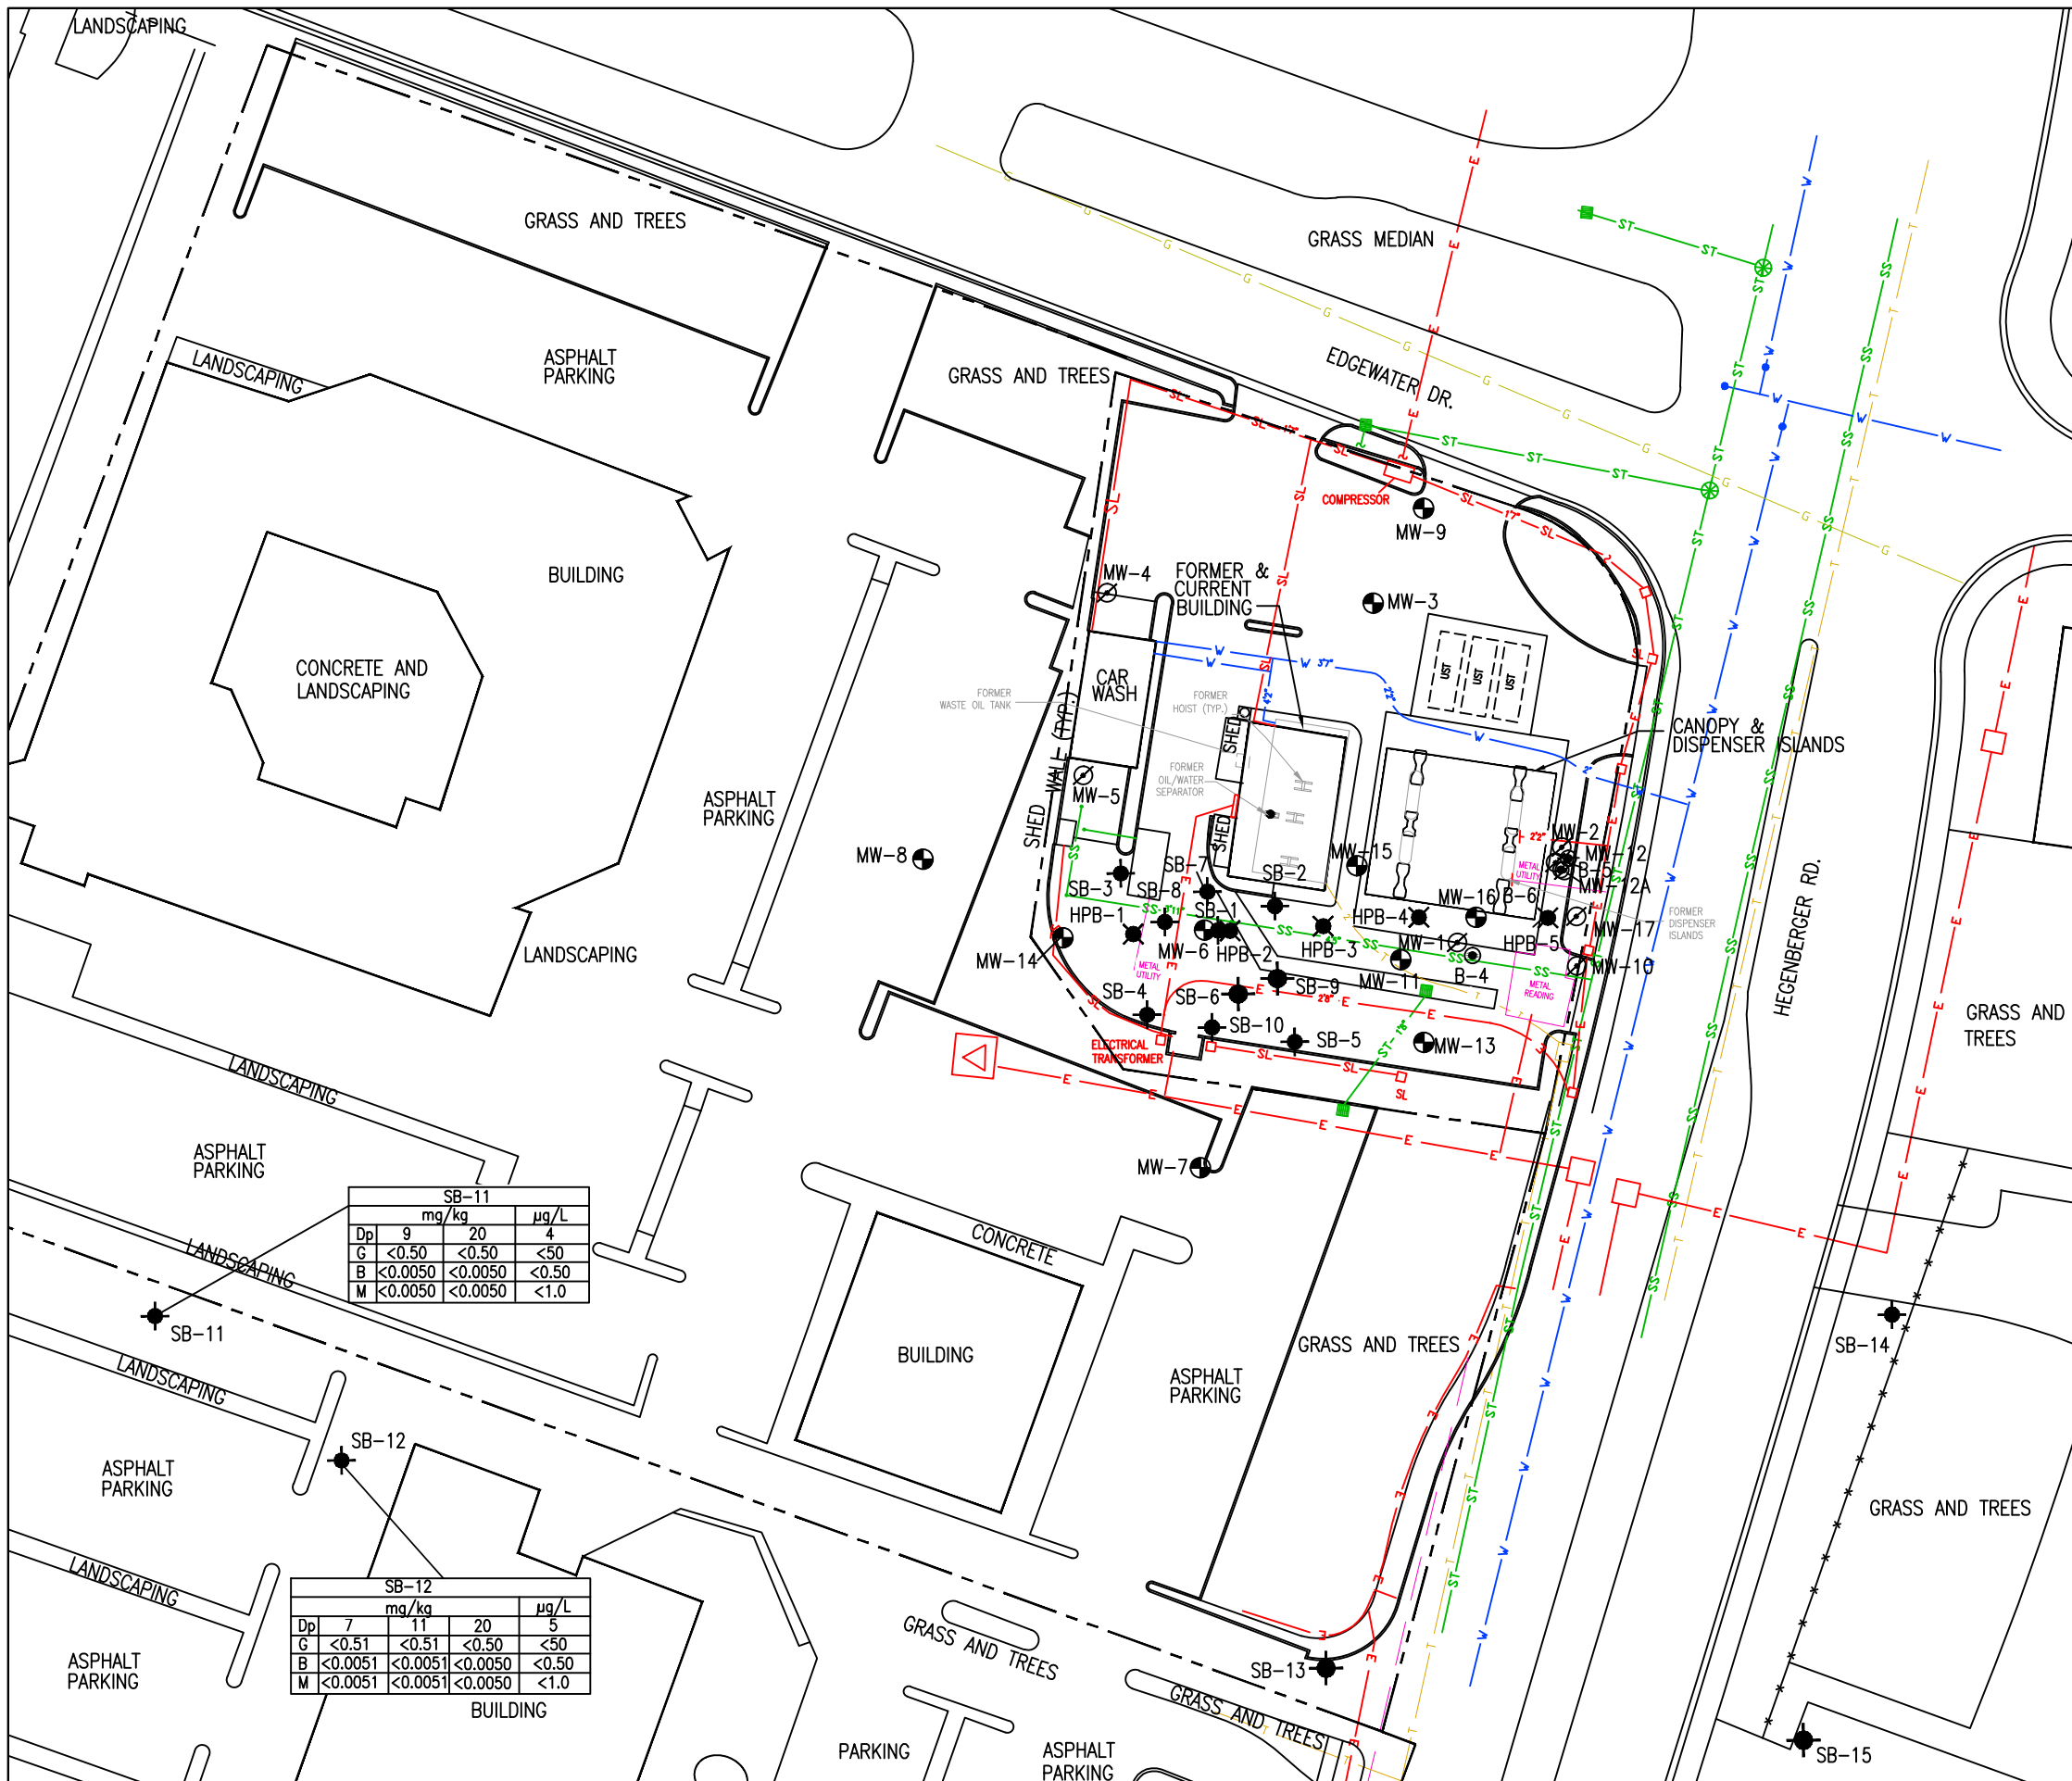 LANDSCAPING
GRASS AND TREES
GRASS MEDIAN
EDGEWATER DR.
ASPHALT
PARKING
LANDSCAPING
GRASS AND TREES
COMPRESSOR
MW-9
BUILDING
MW-4
FORMER &
CURRENT
BUILDING
MW-3
UST
UST
UST
CONCRETE AND
LANDSCAPING
CAR
WASH
FORMER
WASTE OIL TANK
FORMER
HOIST (TYP.)
SHED
CANOPY &
DISPENSER ISLANDS
FORMER
OIL/WATER
SEPARATOR
WALL (TYP.)
SHED
MW-5
SHED
ASPHALT
PARKING
MW-8
MW-15
MW-2
MW-12
B-5
MW-12A
METAL
UTILITY
SB-7
SB-2
SB-3
SB-8
SB-1
HPB-1
MW-6
HPB-2
HPB-3
HPB-4
MW-16
B-6
MW-1
HPB-5
MW-17
FORMER
DISPENSER
ISLANDS
LANDSCAPING
MW-14
METAL
UTILITY
MW-11
B-4
MW-10
METAL
READING
HEGENBERGER RD.
SB-4
SB-6
SB-9
SB-10
SB-5
MW-13
ELECTRICAL
TRANSFORMER
GRASS AND
TREES
LANDSCAPING
ASPHALT
PARKING
MW-7
SB-11
mg/kg µg/L
Dp 9 20 4
G <0.50 <0.50 <50
B <0.0050 <0.0050 <0.50
M <0.0050 <0.0050 <1.0
LANDSCAPING
CONCRETE
SB-11
BUILDING
GRASS AND TREES
SB-14
LANDSCAPING
ASPHALT
PARKING
SB-12
ASPHALT
PARKING
GRASS AND TREES
LANDSCAPING
SB-12
mg/kg µg/L
Dp 7 11 20 5
G <0.51 <0.51 <0.50 <50
B <0.0051 <0.0051 <0.0050 <0.50
M <0.0051 <0.0051 <0.0050 <1.0
GRASS AND TREES
ASPHALT
PARKING
BUILDING
SB-13
GRASS AND TREES
PARKING
ASPHALT
PARKING
SB-15